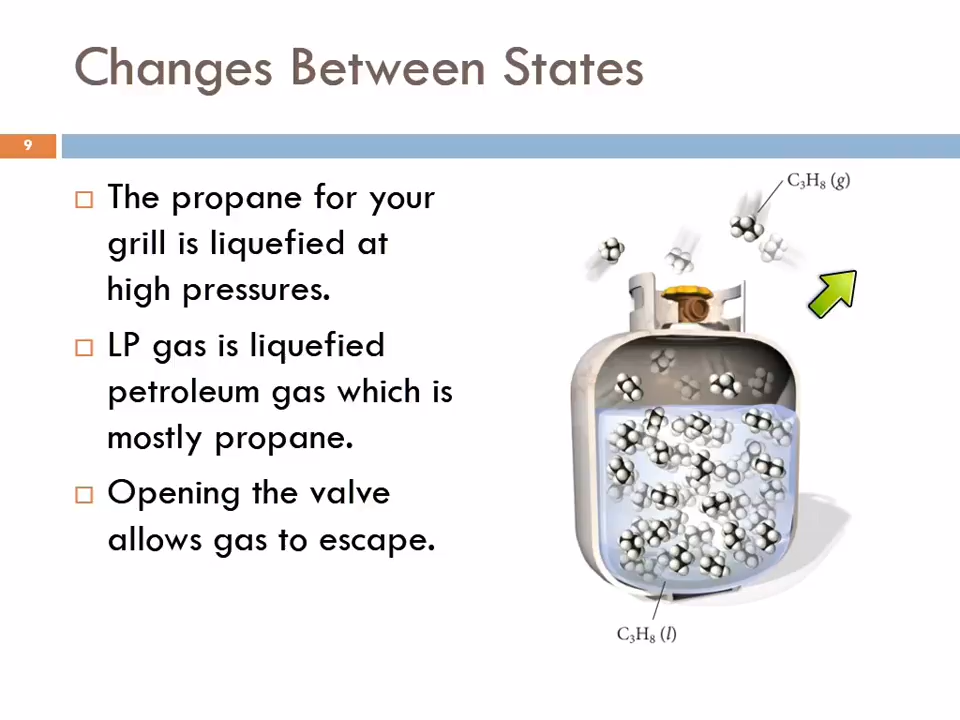 Changes Between States
9
The propane for your
grill is liquefied at
high pressures.
LP gas is liquefied
petroleum gas which is
mostly propane.
Opening the valve
allows gas to escape.
C₃H₈ (g)
C₃H₈ (l)